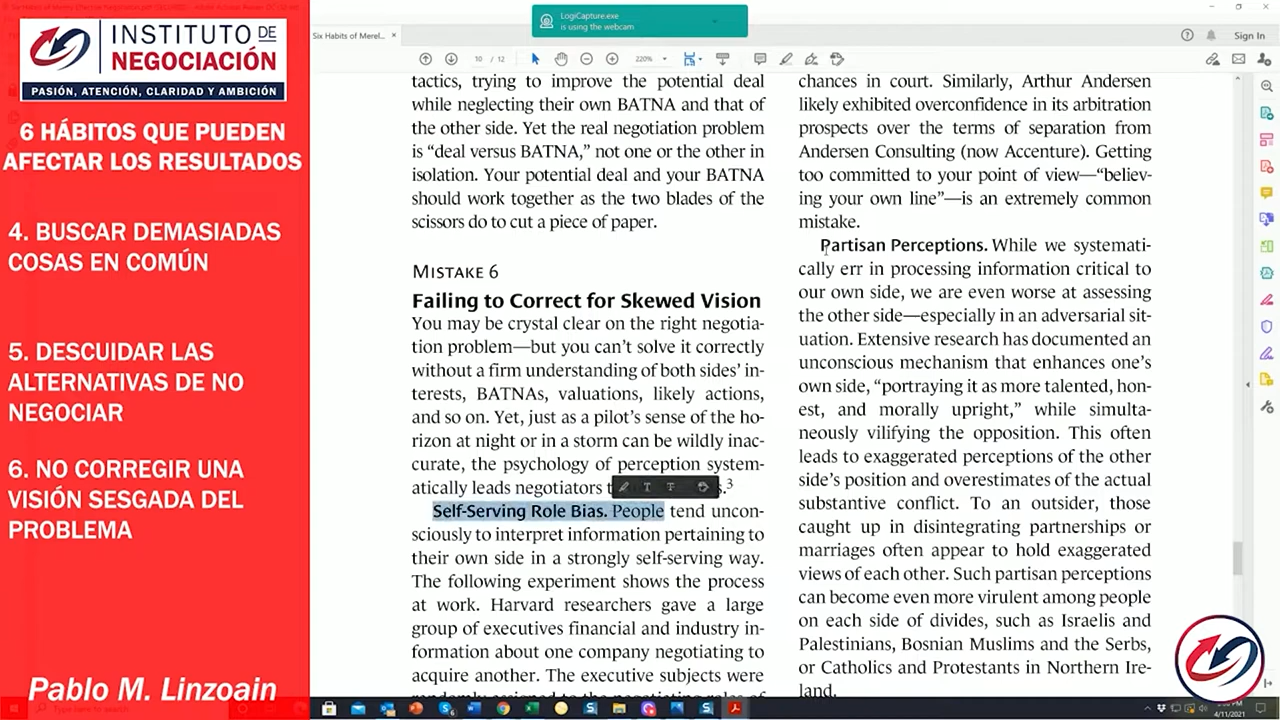 INSTITUTO DE
NEGOCIACIÓN
PASIÓN, ATENCIÓN, CLARIDAD Y AMBICIÓN
6 HÁBITOS QUE PUEDEN
AFECTAR LOS RESULTADOS
4. BUSCAR DEMASIADAS
COSAS EN COMÚN
5. DESCUIDAR LAS
ALTERNATIVAS DE NO
NEGOCIAR
6. NO CORREGIR UNA
VISIÓN SESGADA DEL
PROBLEMA
Pablo M. Linzoain
LogiCapture.exe
is using the webcam
Six Habits of Merel...
Sign In
10 / 12
220%
tactics, trying to improve the potential deal
while neglecting their own BATNA and that of
the other side. Yet the real negotiation problem
is “deal versus BATNA,” not one or the other in
isolation. Your potential deal and your BATNA
should work together as the two blades of the
scissors do to cut a piece of paper.
MISTAKE 6
Failing to Correct for Skewed Vision
You may be crystal clear on the right negotia-
tion problem—but you can’t solve it correctly
without a firm understanding of both sides’ in-
terests, BATNAs, valuations, likely actions,
and so on. Yet, just as a pilot’s sense of the ho-
rizon at night or in a storm can be wildly inac-
curate, the psychology of perception system-
atically leads negotiators
Self-Serving Role Bias. People tend uncon-
sciously to interpret information pertaining to
their own side in a strongly self-serving way.
The following experiment shows the process
at work. Harvard researchers gave a large
group of executives financial and industry in-
formation about one company negotiating to
acquire another. The executive subjects were
randomly assigned to the negotiating roles of
chances in court. Similarly, Arthur Andersen
likely exhibited overconfidence in its arbitration
prospects over the terms of separation from
Andersen Consulting (now Accenture). Getting
too committed to your point of view—“believ-
ing your own line”—is an extremely common
mistake.
Partisan Perceptions. While we systemati-
cally err in processing information critical to
our own side, we are even worse at assessing
the other side—especially in an adversarial sit-
uation. Extensive research has documented an
unconscious mechanism that enhances one’s
own side, “portraying it as more talented, hon-
est, and morally upright,” while simulta-
neously vilifying the opposition. This often
leads to exaggerated perceptions of the other
side’s position and overestimates of the actual
substantive conflict. To an outsider, those
caught up in disintegrating partnerships or
marriages often appear to hold exaggerated
views of each other. Such partisan perceptions
can become even more virulent among people
on each side of divides, such as Israelis and
Palestinians, Bosnian Muslims and the Serbs,
or Catholics and Protestants in Northern Ire-
land.
4/11/2021